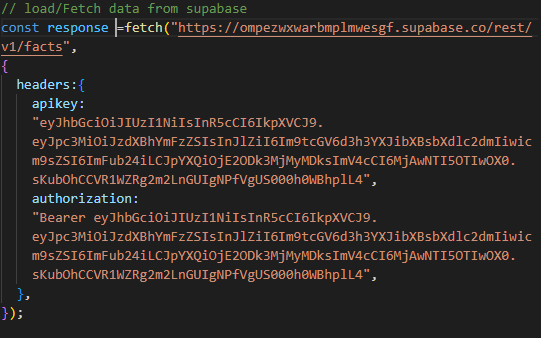 // load/Fetch data from supabase
const response =fetch("https://ompezwxwarbmplmwesgf.supabase.co/rest/
v1/facts",
{
headers:{
apikey:
"eyJhbGciOiJIUzI1NiIsInR5cCI6IkpXVCJ9.
eyJpc3MiOiJzdXBhYmFzZSIsInJlZiI6Im9tcGV6d3h3YXJibXBsbXdlc2dmIiwic
m9sZSI6ImFub24iLCJpYXQiOjE2ODk3MjMyMDksImV4cCI6MjAwNTI5OTIwOX0.
sKubOhCCVR1WZRg2m2LnGUIgNPfVgUS000h0WBhplL4",
authorization:
"Bearer eyJhbGciOiJIUzI1NiIsInR5cCI6IkpXVCJ9.
eyJpc3MiOiJzdXBhYmFzZSIsInJlZiI6Im9tcGV6d3h3YXJibXBsbXdlc2dmIiwic
m9sZSI6ImFub24iLCJpYXQiOjE2ODk3MjMyMDksImV4cCI6MjAwNTI5OTIwOX0.
sKubOhCCVR1WZRg2m2LnGUIgNPfVgUS000h0WBhplL4",
},
});